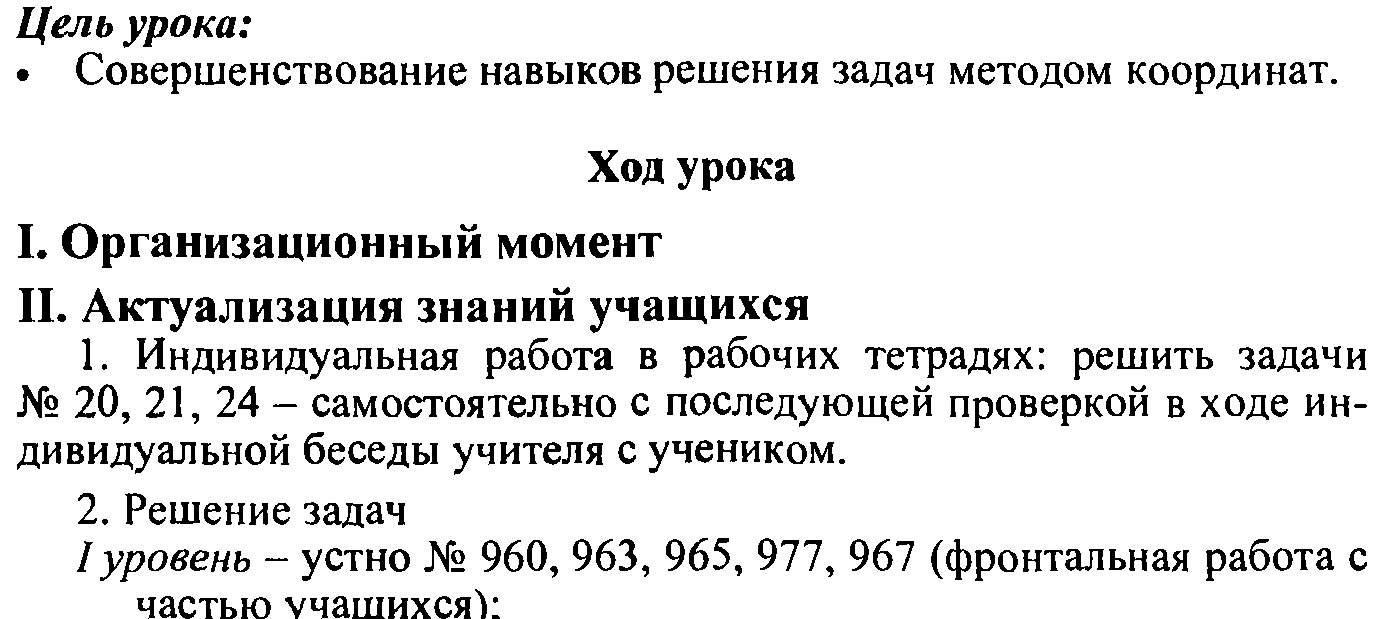 Цель урока:
• Совершенствование навыков решения задач методом координат.
Ход урока
I. Организационный момент
II. Актуализация знаний учащихся
1. Индивидуальная работа в рабочих тетрадях: решить задачи
№ 20, 21, 24 – самостоятельно с последующей проверкой в ходе ин-
дивидуальной беседы учителя с учеником.
2. Решение задач
I уровень – устно № 960, 963, 965, 977, 967 (фронтальная работа с
частью учащихся);